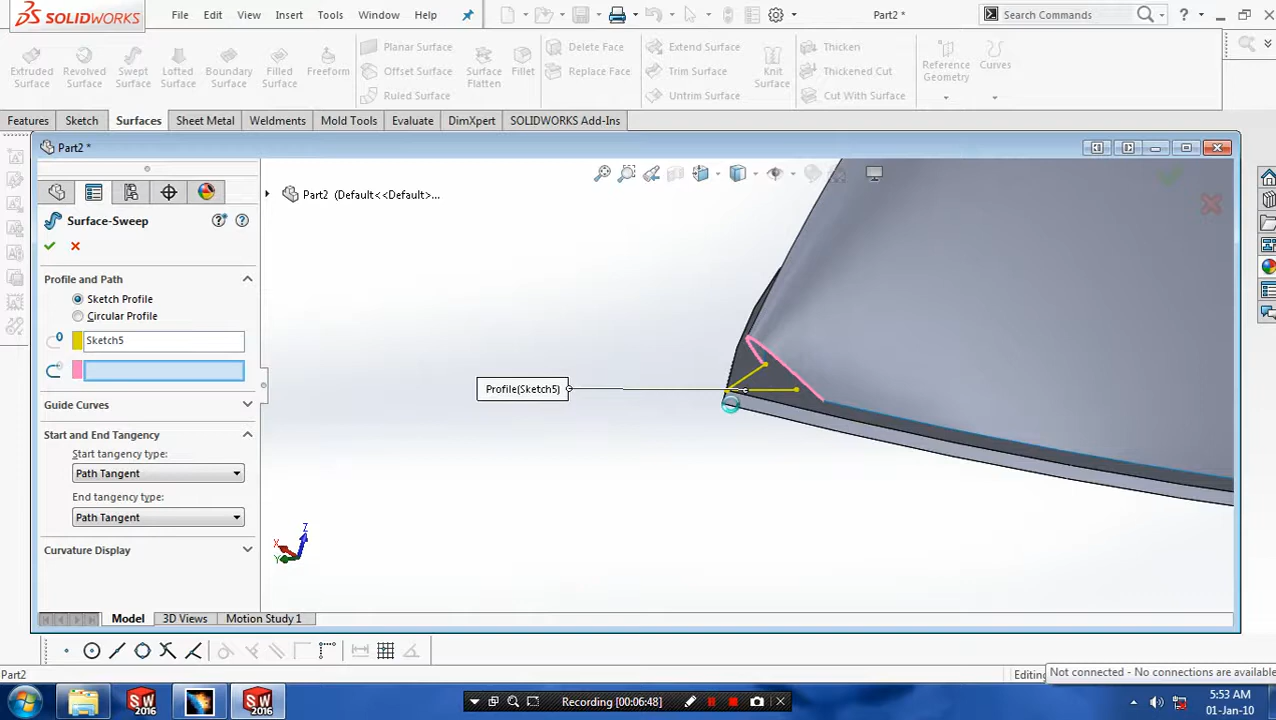 SOLIDWORKS File Edit View Insert Tools Window Help Part2 * Search Commands
Extruded Surface Revolved Surface Swept Surface Lofted Surface Boundary Surface Filled Surface Freeform
Planar Surface
Offset Surface
Ruled Surface
Surface Flatten
Fillet
Delete Face
Replace Face
Extend Surface
Trim Surface
Untrim Surface
Knit Surface
Thicken
Thickened Cut
Cut With Surface
Reference Geometry
Curves
Features Sketch Surfaces Sheet Metal Weldments Mold Tools Evaluate DimXpert SOLIDWORKS Add-Ins
Part2 *
Part2 (Default<<Default>...
Surface-Sweep
Profile and Path
Sketch Profile
Circular Profile
Sketch5
Guide Curves
Start and End Tangency
Start tangency type:
Path Tangent
End tangency type:
Path Tangent
Curvature Display
Profile(Sketch5)
Z
X
Y
Model 3D Views Motion Study 1
Part2
Editing
Not connected - No connections are available
SW 2016
SW 2016
Recording [00:06:48]
5:53 AM
01-Jan-10